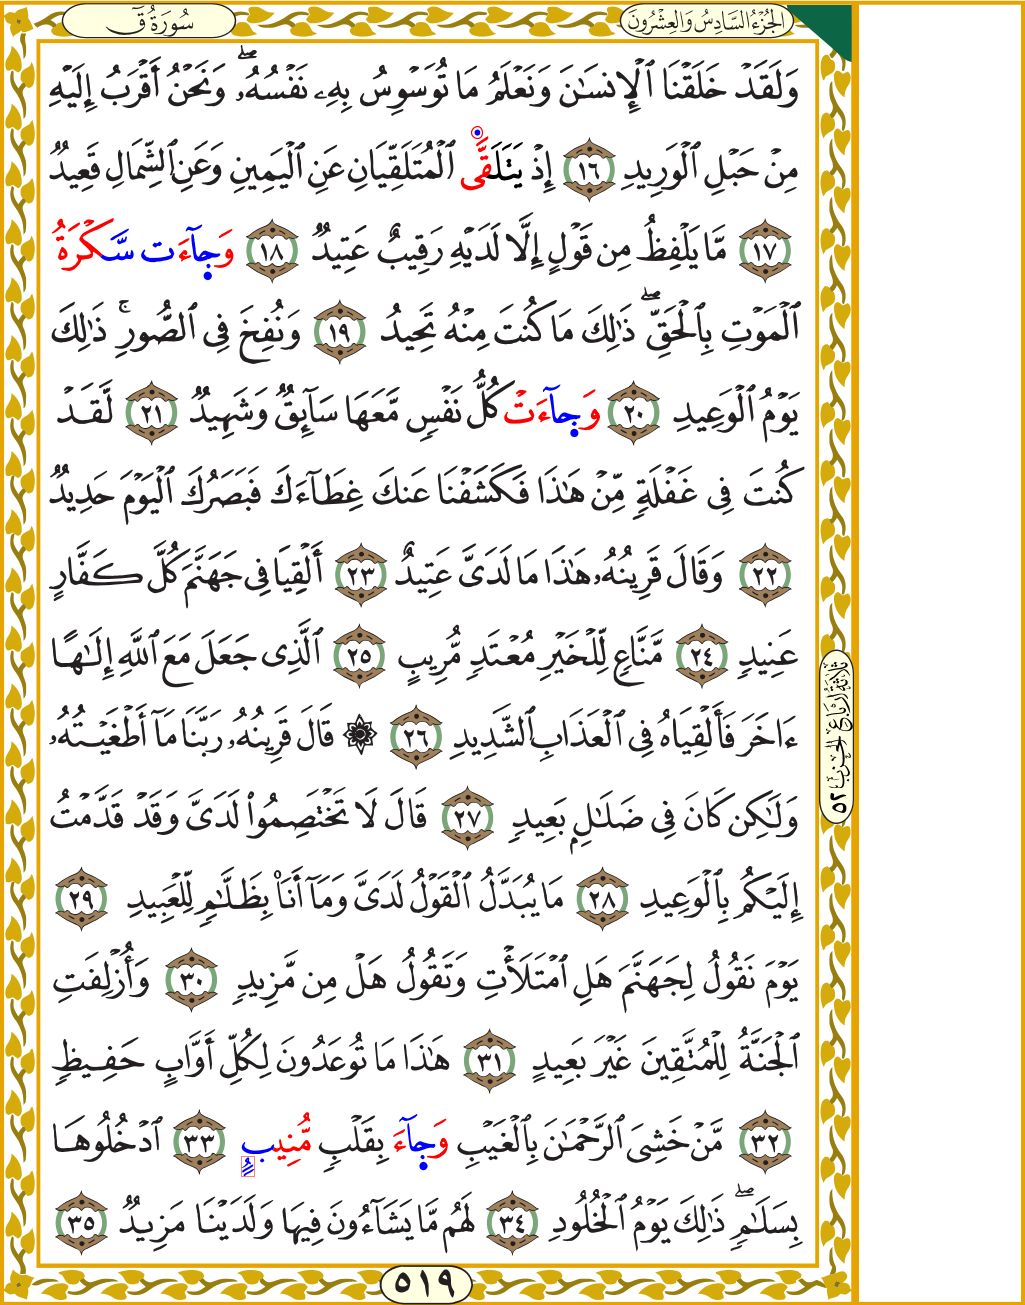 سُورَةُ قٓ
الجُزْءُ السَّادِسُ وَالعِشْرُونَ
وَلَقَدۡ خَلَقۡنَا ٱلۡإِنسَٰنَ وَنَعۡلَمُ مَا تُوَسۡوِسُ بِهِۦ نَفۡسُهُۥۖ وَنَحۡنُ أَقۡرَبُ إِلَيۡهِ
مِنۡ حَبۡلِ ٱلۡوَرِيدِ ١٦ إِذۡ يَتَلَقَّى ٱلۡمُتَلَقِّيَانِ عَنِ ٱلۡيَمِينِ وَعَنِ ٱلشِّمَالِ قَعِيدٞ
١٧ مَّا يَلۡفِظُ مِن قَوۡلٍ إِلَّا لَدَيۡهِ رَقِيبٌ عَتِيدٞ ١٨ وَجَآءَت سَّكۡرَةُ
ٱلۡمَوۡتِ بِٱلۡحَقِّۖ ذَٰلِكَ مَا كُنتَ مِنۡهُ تَحِيدُ ١٩ وَنُفِخَ فِي ٱلصُّورِۚ ذَٰلِكَ
يَوۡمُ ٱلۡوَعِيدِ ٢٠ وَجَآءَتۡ كُلُّ نَفۡسٖ مَّعَهَا سَآئِقٞ وَشَهِيدٞ ٢١ لَّقَدۡ
كُنتَ فِي غَفۡلَةٖ مِّنۡ هَٰذَا فَكَشَفۡنَا عَنكَ غِطَآءَكَ فَبَصَرُكَ ٱلۡيَوۡمَ حَدِيدٞ
٢٢ وَقَالَ قَرِينُهُۥ هَٰذَا مَا لَدَيَّ عَتِيدٌ ٢٣ أَلۡقِيَا فِي جَهَنَّمَ كُلَّ كَفَّارٍ
عَنِيدٖ ٢٤ مَّنَّاعٖ لِّلۡخَيۡرِ مُعۡتَدٖ مُّرِيبٍ ٢٥ ٱلَّذِي جَعَلَ مَعَ ٱللَّهِ إِلَٰهًا
ءَاخَرَ فَأَلۡقِيَاهُ فِي ٱلۡعَذَابِ ٱلشَّدِيدِ ٢٦ ۞ قَالَ قَرِينُهُۥ رَبَّنَا مَآ أَطۡغَيۡتُهُۥ
وَلَٰكِن كَانَ فِي ضَلَٰلِۭ بَعِيدٖ ٢٧ قَالَ لَا تَخۡتَصِمُواْ لَدَيَّ وَقَدۡ قَدَّمۡتُ
إِلَيۡكُم بِٱلۡوَعِيدِ ٢٨ مَا يُبَدَّلُ ٱلۡقَوۡلُ لَدَيَّ وَمَآ أَنَا۠ بِظَلَّٰمٖ لِّلۡعَبِيدِ ٢٩
يَوۡمَ نَقُولُ لِجَهَنَّمَ هَلِ ٱمۡتَلَأۡتِ وَتَقُولُ هَلۡ مِن مَّزِيدٖ ٣٠ وَأُزۡلِفَتِ
ٱلۡجَنَّةُ لِلۡمُتَّقِينَ غَيۡرَ بَعِيدٍ ٣١ هَٰذَا مَا تُوعَدُونَ لِكُلِّ أَوَّابٍ حَفِيظٖ
٣٢ مَّنۡ خَشِيَ ٱلرَّحۡمَٰنَ بِٱلۡغَيۡبِ وَجَآءَ بِقَلۡبٖ مُّنِيبٍ ٣٣ ٱدۡخُلُوهَا
بِسَلَٰمٖۖ ذَٰلِكَ يَوۡمُ ٱلۡخُلُودِ ٣٤ لَهُم مَّا يَشَآءُونَ فِيهَا وَلَدَيۡنَا مَزِيدٞ ٣٥
ثَلَاثَةُ أَرْبَاعِ الحِزْبِ ٥٢
٥١٩